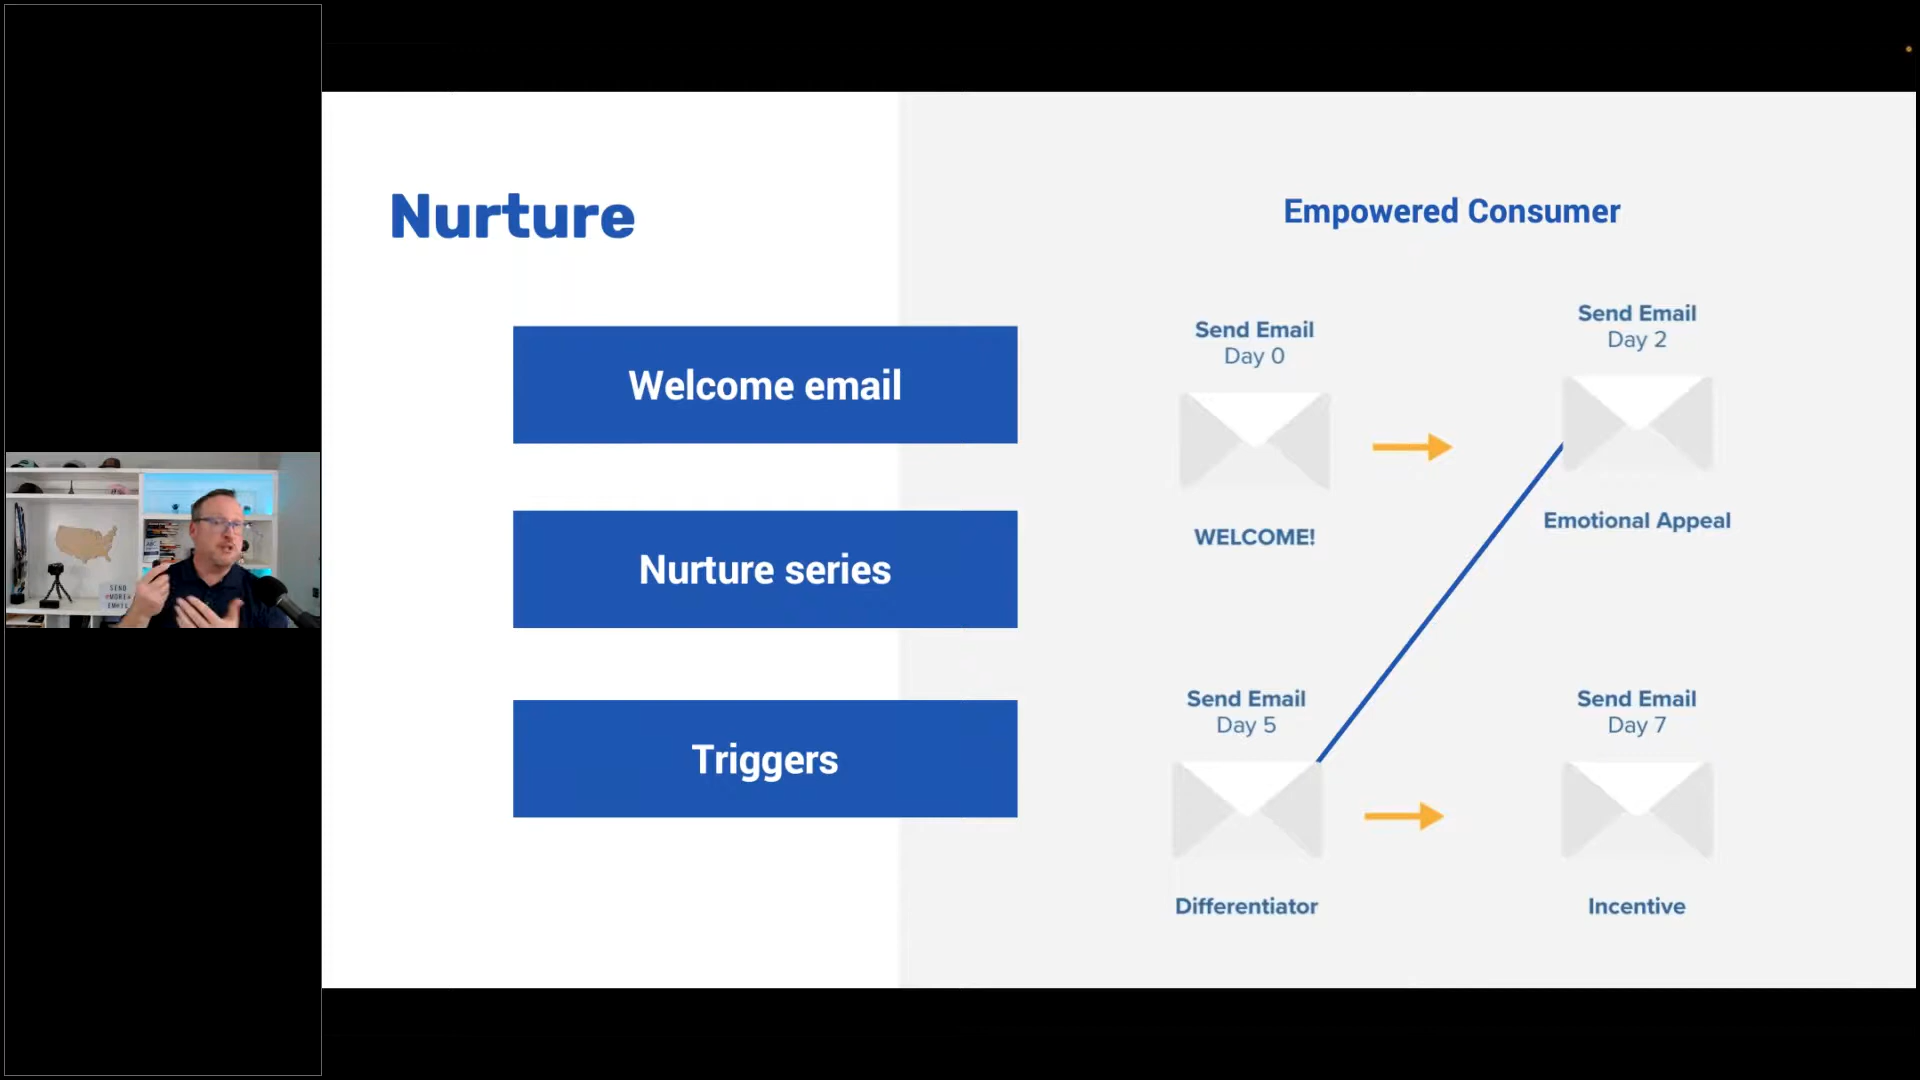 Nurture
Welcome email
Nurture series
Triggers
Empowered Consumer
Send Email
Day 0
WELCOME!
Send Email
Day 2
Emotional Appeal
Send Email
Day 5
Differentiator
Send Email
Day 7
Incentive
SEND